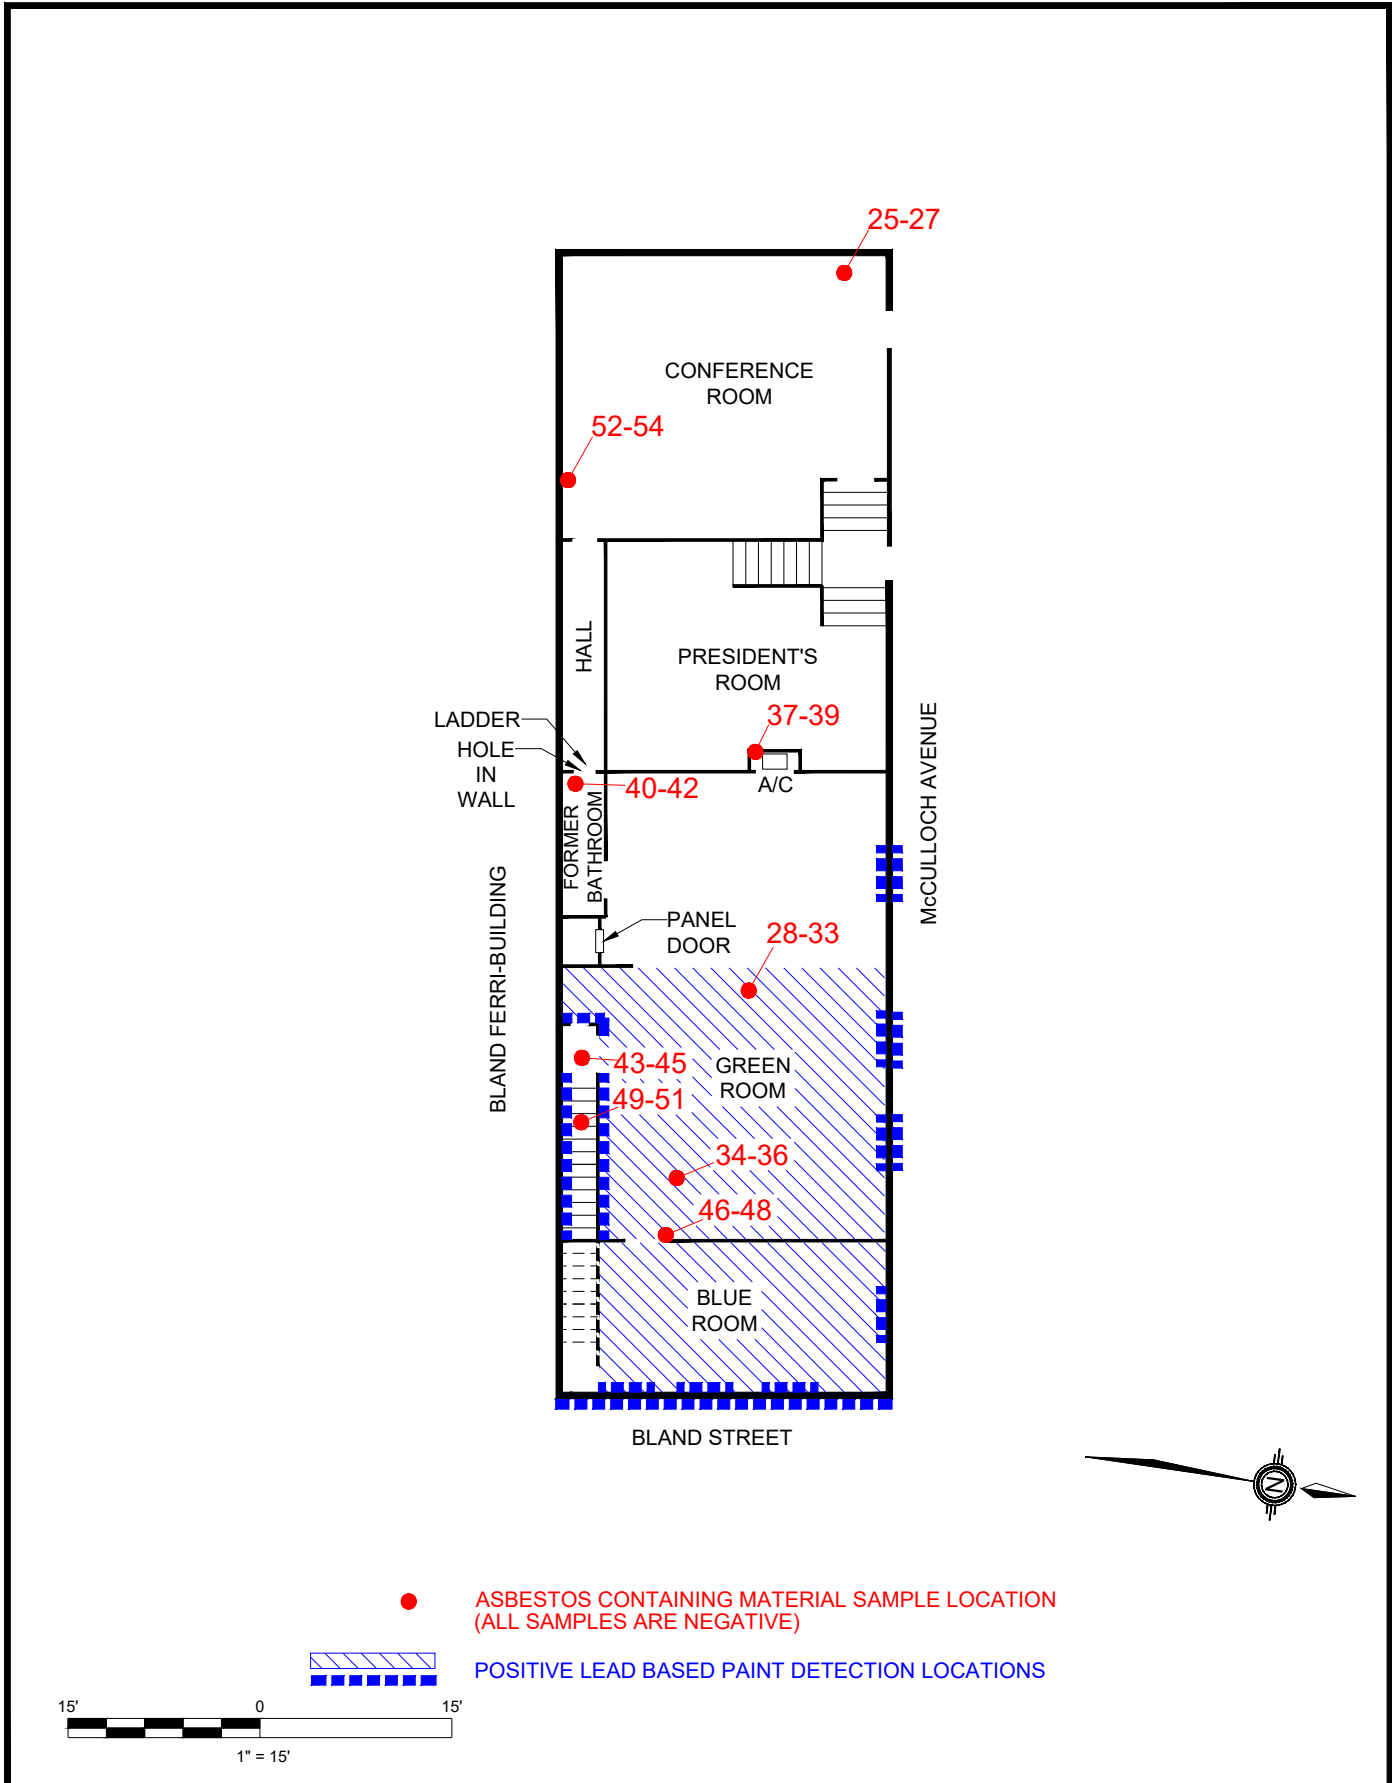 25-27
CONFERENCE
ROOM
52-54
HALL
PRESIDENT'S
ROOM
37-39
LADDER
HOLE
IN
WALL
A/C
40-42
FORMER
BATHROOM
McCULLOCH AVENUE
BLAND FERRI-BUILDING
PANEL
DOOR
28-33
43-45
GREEN
ROOM
49-51
34-36
46-48
BLUE
ROOM
BLAND STREET
N
ASBESTOS CONTAINING MATERIAL SAMPLE LOCATION
(ALL SAMPLES ARE NEGATIVE)
POSITIVE LEAD BASED PAINT DETECTION LOCATIONS
15' 0 15'
1" = 15'